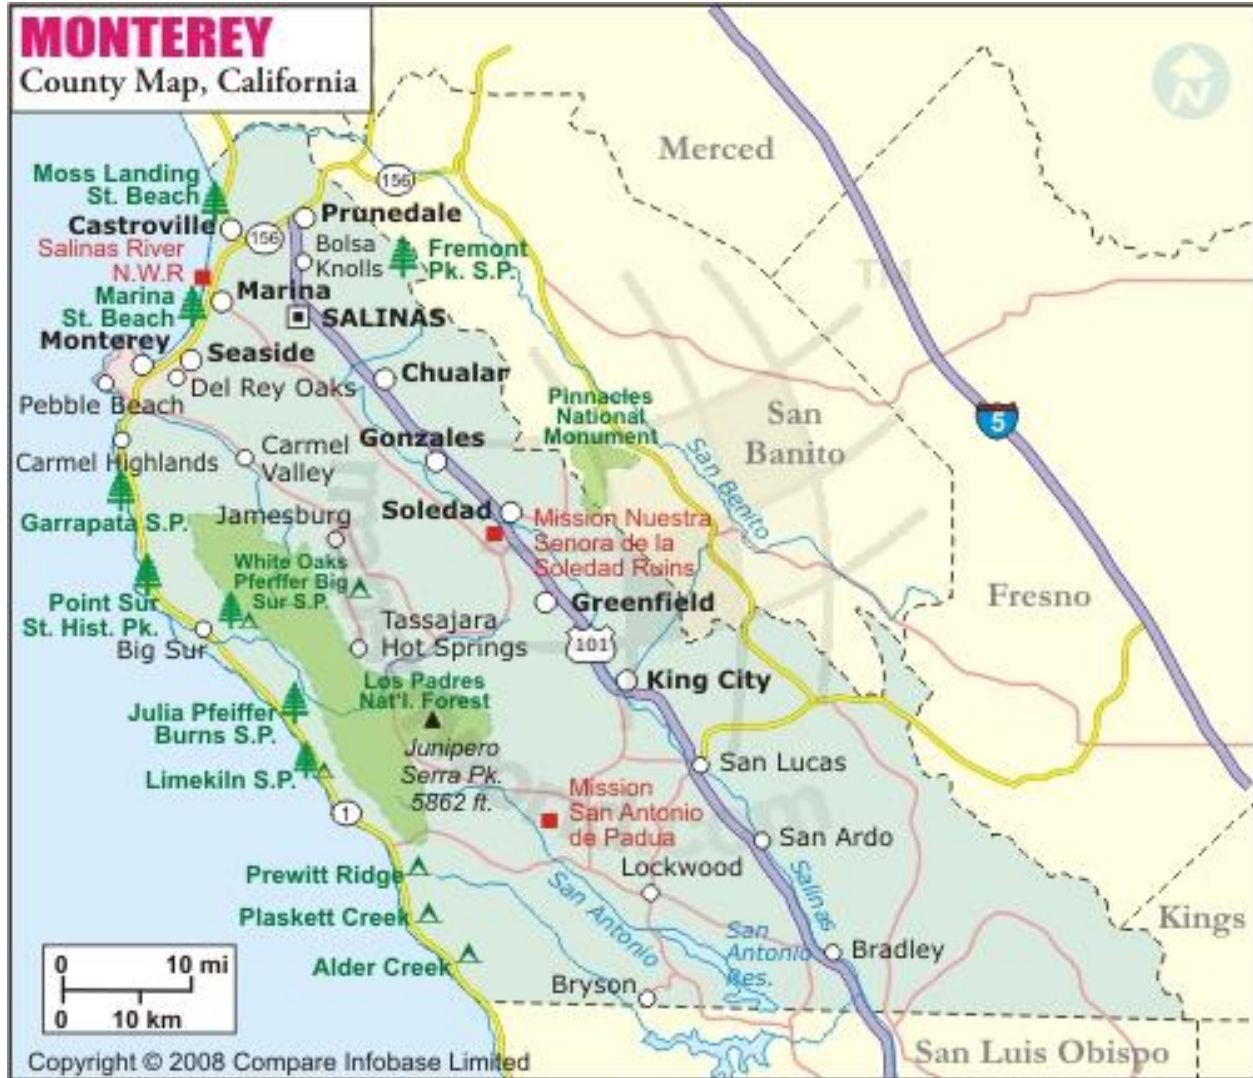 MONTEREY
County Map, California
N
Merced
Moss Landing
St. Beach
156
Castroville
Prunedale
156
Salinas River
N.W.R
Bolsa
Knolls
Fremont
Pk. S.P.
TM
Marina
St. Beach
Marina
SALINAS
Monterey
Seaside
Del Rey Oaks
Chualar
Pebble Beach
Pinnacles
National
Monument
San
Banito
5
Carmel Highlands
Carmel
Valley
Gonzales
San Benito
Garrapata S.P.
Jamesburg
Soledad
Mission Nuestra
Senora de la
Soledad Ruins
White Oaks
Pferffer Big
Sur S.P.
Point Sur
St. Hist. Pk.
Big Sur
Tassajara
Hot Springs
Greenfield
101
Fresno
King City
Los Padres
Nat'l. Forest
Julia Pfeiffer
Burns S.P.
Junipero
Serra Pk.
5862 ft.
Limekiln S.P.
San Lucas
1
Mission
San Antonio
de Padua
San Ardo
Prewitt Ridge
Lockwood
Salinas
Plaskett Creek
San Antonio
San
Antonio
Res.
Kings
Alder Creek
Bradley
Bryson
0 10 mi
0 10 km
San Luis Obispo
Copyright © 2008 Compare Infobase Limited